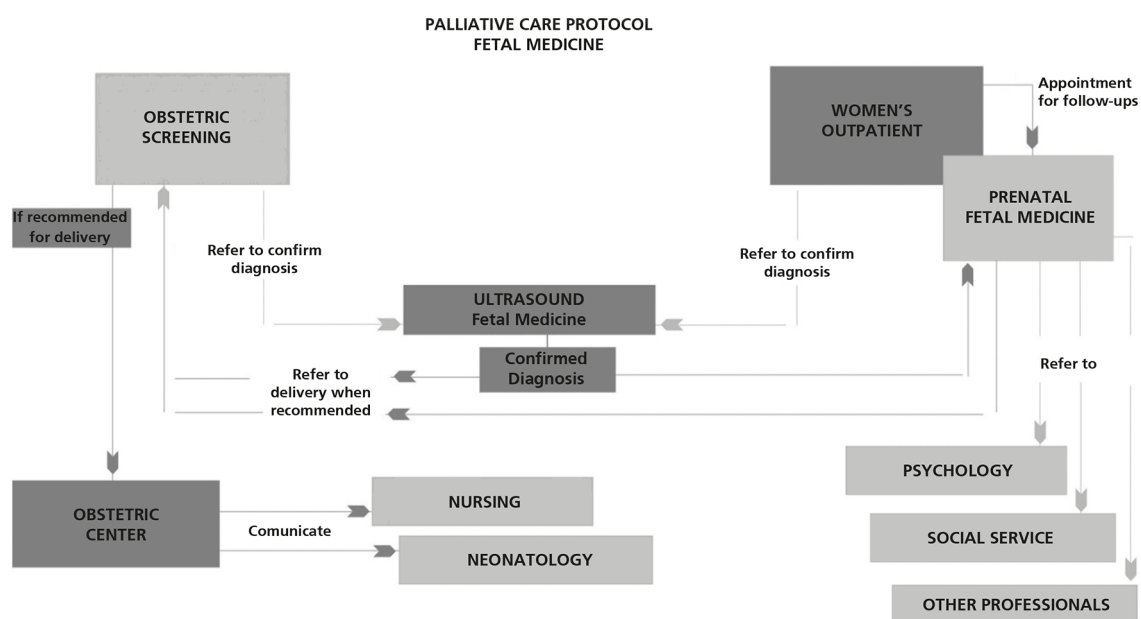 PALLIATIVE CARE PROTOCOL
FETAL MEDICINE
OBSTETRIC
SCREENING
WOMEN'S
OUTPATIENT
Appointment
for follow-ups
PRENATAL
FETAL MEDICINE
If recommended
for delivery
Refer to confirm
diagnosis
Refer to confirm
diagnosis
ULTRASOUND
Fetal Medicine
Confirmed
Diagnosis
Refer to
delivery when
recommended
Refer to
PSYCHOLOGY
OBSTETRIC
CENTER
Comunicate
NURSING
NEONATOLOGY
SOCIAL SERVICE
OTHER PROFESSIONALS